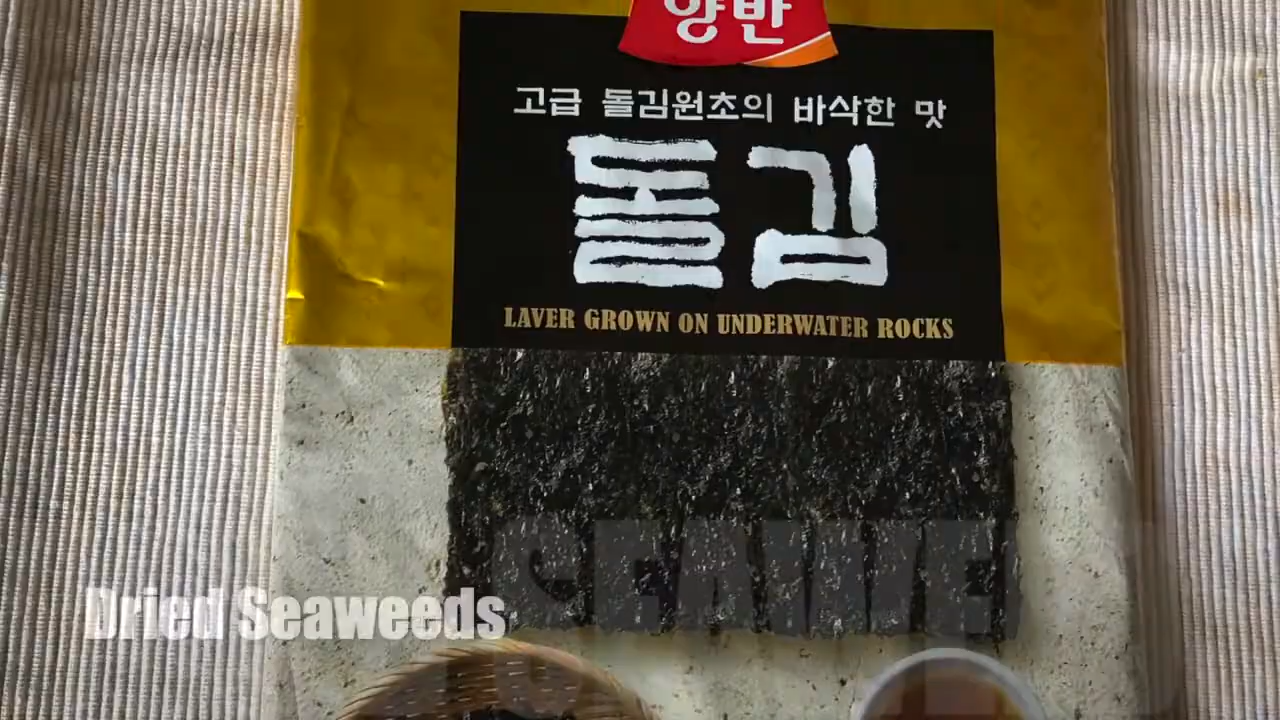 양반
고급 돌김원초의 바삭한 맛
돌김
LAVER GROWN ON UNDERWATER ROCKS
Dried Seaweeds